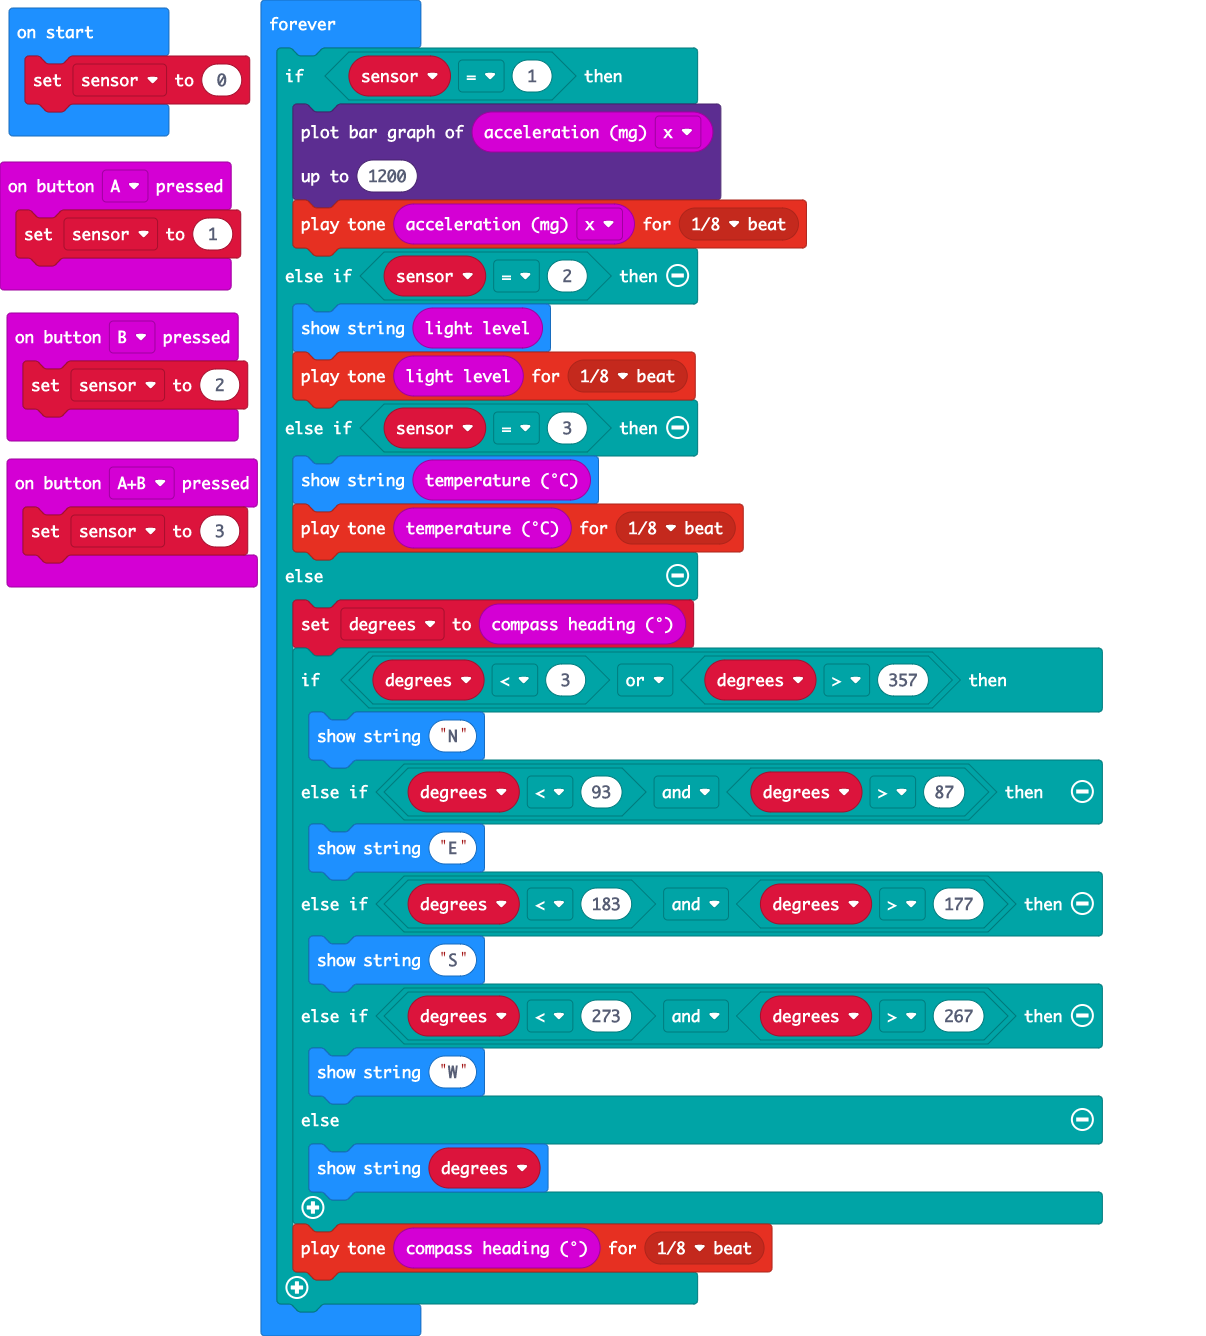 on start
set sensor to 0
on button A pressed
set sensor to 1
on button B pressed
set sensor to 2
on button A+B pressed
set sensor to 3
forever
if sensor = 1 then
plot bar graph of acceleration (mg) x
up to 1200
play tone acceleration (mg) x for 1/8 beat
else if sensor = 2 then
show string light level
play tone light level for 1/8 beat
else if sensor = 3 then
show string temperature (°C)
play tone temperature (°C) for 1/8 beat
else
set degrees to compass heading (°)
if degrees < 3 or degrees > 357 then
show string "N"
else if degrees < 93 and degrees > 87 then
show string "E"
else if degrees < 183 and degrees > 177 then
show string "S"
else if degrees < 273 and degrees > 267 then
show string "W"
else
show string degrees
play tone compass heading (°) for 1/8 beat